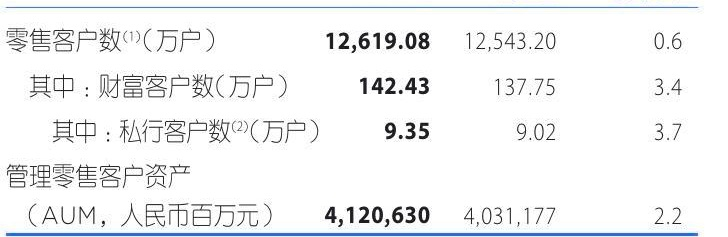 零售客户数⁽¹⁾(万户) 12,619.08 12,543.20 0.6
其中:财富客户数(万户) 142.43 137.75 3.4
其中:私行客户数⁽²⁾(万户) 9.35 9.02 3.7
管理零售客户资产
(AUM,人民币百万元) 4,120,630 4,031,177 2.2